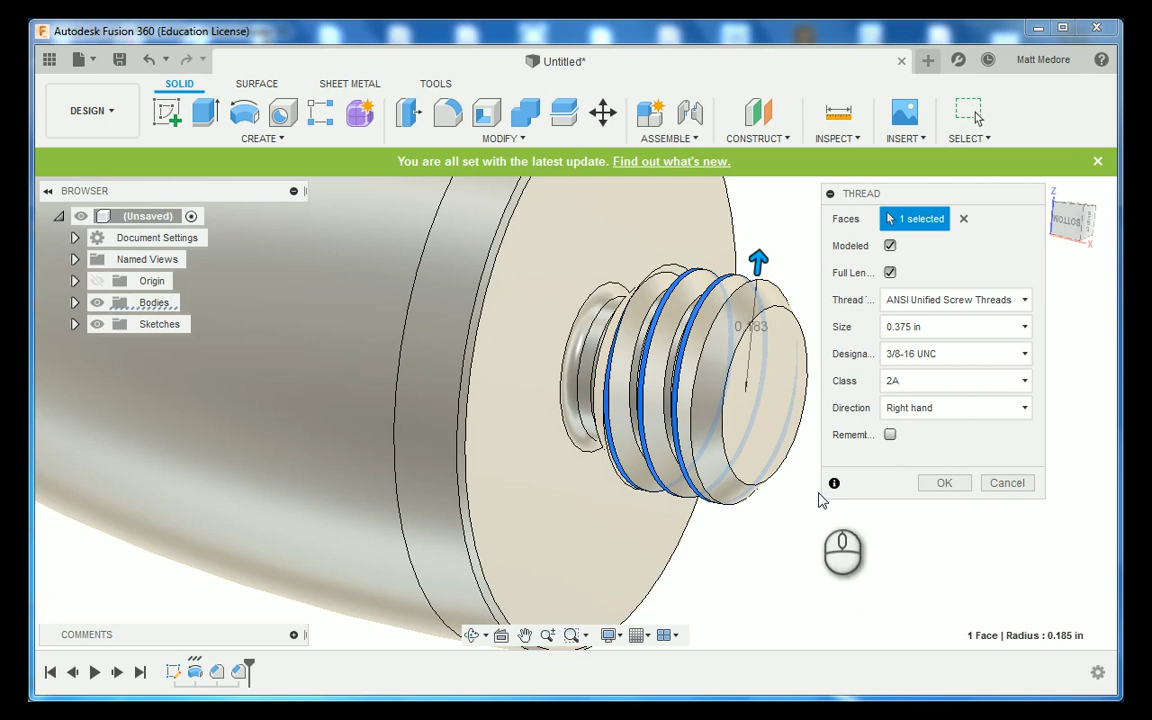 Autodesk Fusion 360 (Education License)
Untitled*
Matt Medore
SOLID SURFACE SHEET METAL TOOLS
DESIGN
CREATE MODIFY ASSEMBLE CONSTRUCT INSPECT INSERT SELECT
You are all set with the latest update. Find out what's new.
BROWSER
(Unsaved)
Document Settings
Named Views
Origin
Bodies
Sketches
THREAD
Faces 1 selected
Modeled
Full Len...
Thread ... ANSI Unified Screw Threads
Size 0.375 in
Designa... 3/8-16 UNC
Class 2A
Direction Right hand
Rememt...
OK Cancel
Z
BOTTOM
X
COMMENTS
1 Face | Radius : 0.185 in